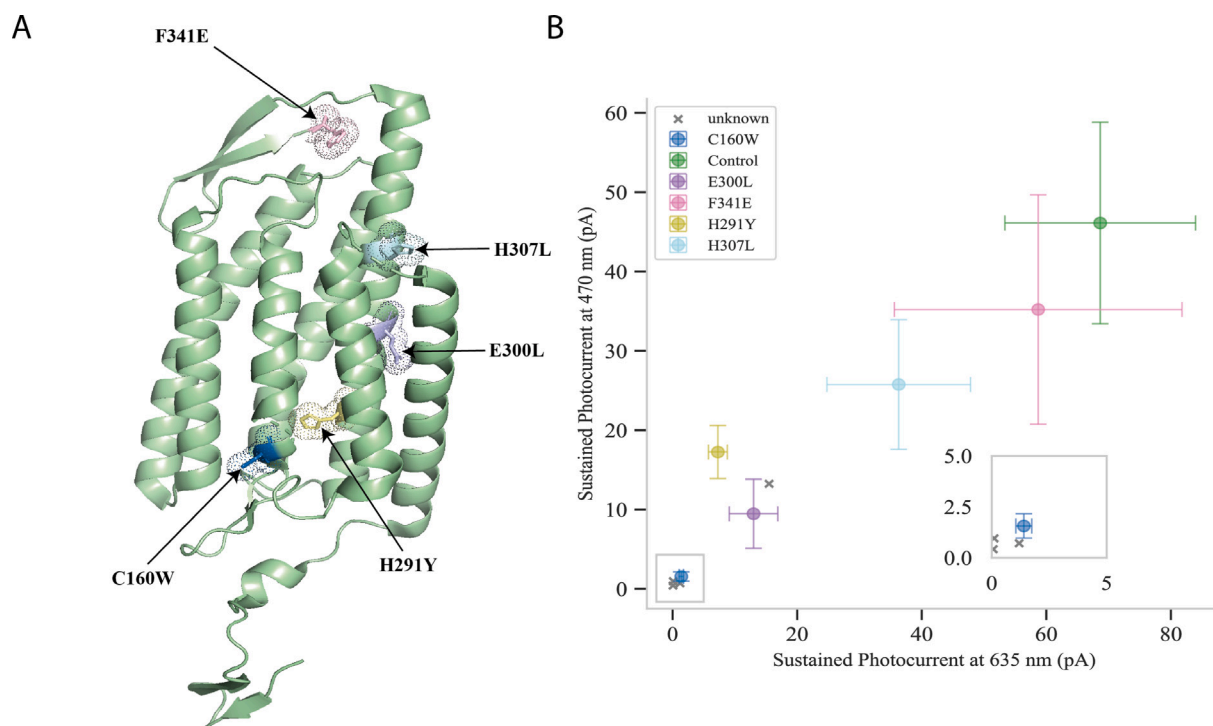 A
F341E
H307L
E300L
H291Y
C160W
B
Sustained Photocurrent at 470 nm (pA)
60
50
40
30
20
10
0
unknown
C160W
Control
E300L
F341E
H291Y
H307L
5.0
2.5
0.0
0
5
0
20
40
60
80
Sustained Photocurrent at 635 nm (pA)